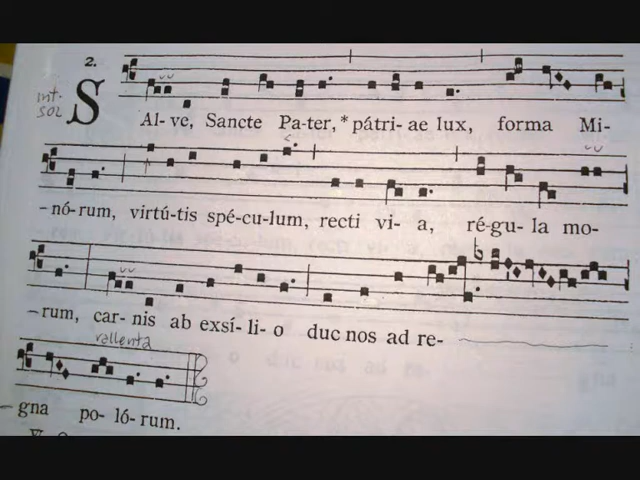 2.
int-
SOL
SAl- ve, Sancte Pa- ter, * pátri- ae lux, forma Mi-
- nó- rum, virtú- tis spé- cu- lum, recti vi- a, ré- gu- la mo-
- rum, car- nis ab exsí- li- o duc nos ad re-
rallenta
- gna po- ló- rum.